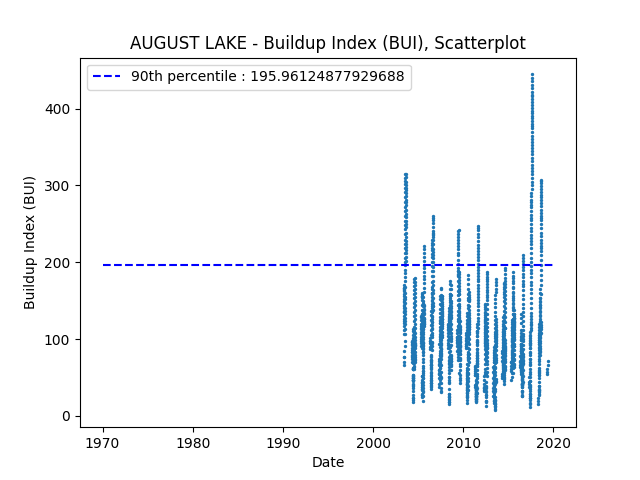 AUGUST LAKE - Buildup Index (BUI), Scatterplot
90th percentile : 195.96124877929688
400
300
200
100
0
Buildup Index (BUI)
1970 1980 1990 2000 2010 2020
Date